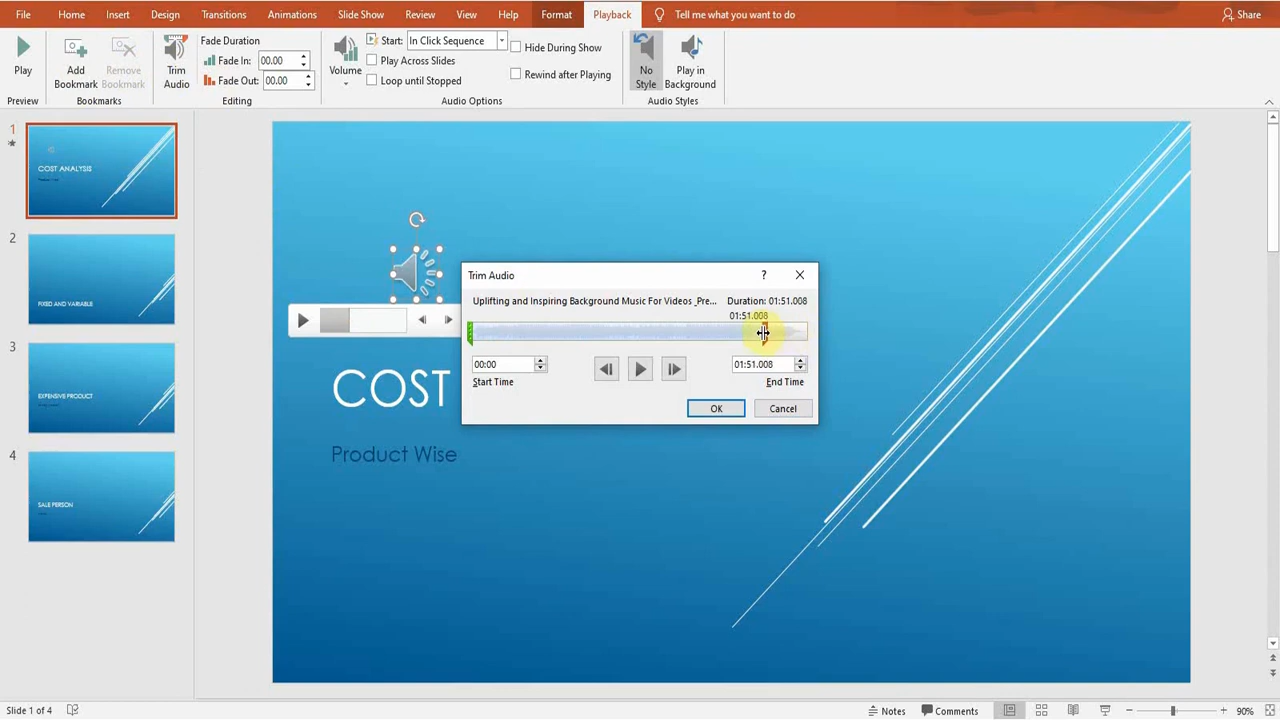 File Home Insert Design Transitions Animations Slide Show Review View Help Format Playback Tell me what you want to do Share
Play
Preview
Add
Bookmark
Remove
Bookmark
Bookmarks
Trim
Audio
Fade Duration
Fade In: 00.00
Fade Out: 00.00
Editing
Volume
Start: In Click Sequence
Play Across Slides
Loop until Stopped
Hide During Show
Rewind after Playing
Audio Options
No
Style
Play in
Background
Audio Styles
1
COST ANALYSIS
2
FIXED AND VARIABLE
3
EXPENSIVE PRODUCT
4
SALE PERSON
COST
Product Wise
Trim Audio
?
Uplifting and Inspiring Background Music For Videos _Pre... Duration: 01:51.008
01:51.008
00:00
01:51.008
Start Time
End Time
OK
Cancel
Slide 1 of 4
Notes
Comments
90%